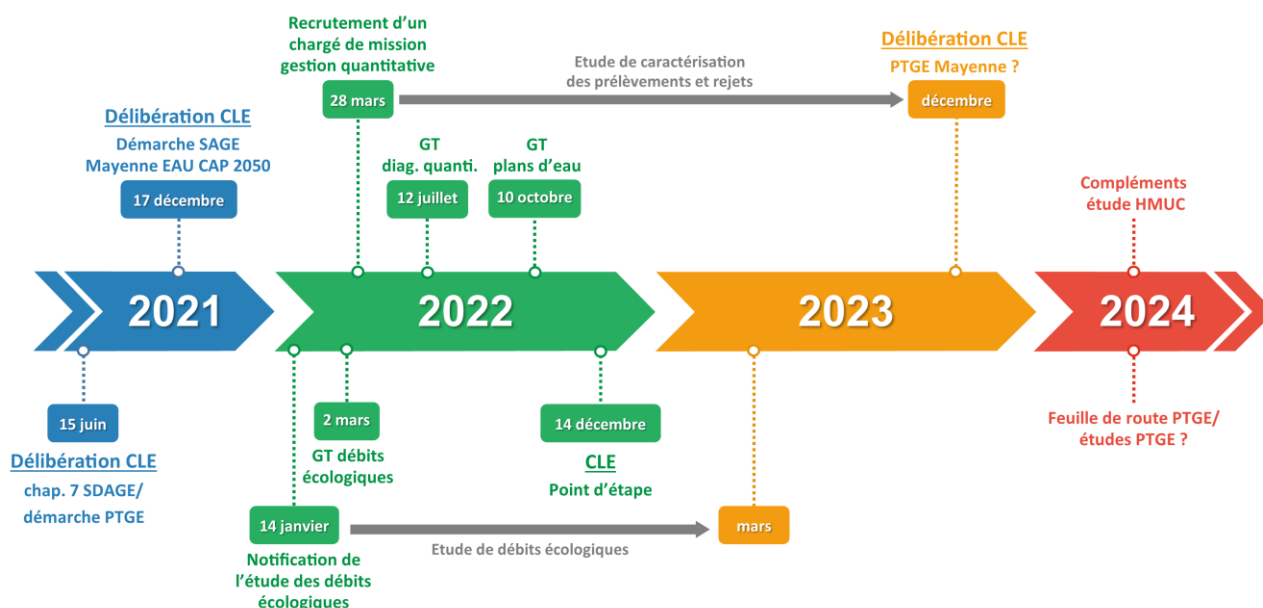 Recrutement d'un
chargé de mission
gestion quantitative
28 mars
Etude de caractérisation
des prélèvements et rejets
Délibération CLE
PTGE Mayenne ?
décembre
Délibération CLE
Démarche SAGE
Mayenne EAU CAP 2050
17 décembre
GT
diag. quanti.
12 juillet
GT
plans d'eau
10 octobre
Compléments
étude HMUC
2021
2022
2023
2024
15 juin
Délibération CLE
chap. 7 SDAGE/
démarche PTGE
2 mars
GT débits
écologiques
14 décembre
CLE
Point d'étape
Feuille de route PTGE/
études PTGE ?
14 janvier
Notification de
l'étude des débits
écologiques
Etude de débits écologiques
mars